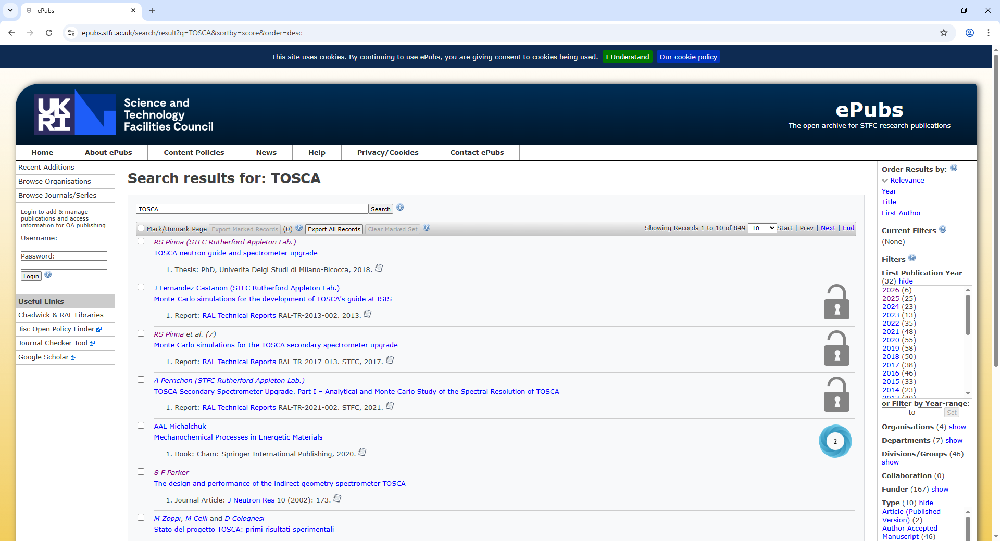 ePubs
epubs.stfc.ac.uk/search/result?q=TOSCA&sortby=score&order=desc
This site uses cookies. By continuing to use ePubs, you are giving consent to cookies being used. I Understand Our cookie policy
UK
RI
Science and
Technology
Facilities Council
ePubs
The open archive for STFC research publications
Home
About ePubs
Content Policies
News
Help
Privacy/Cookies
Contact ePubs
Recent Additions
Browse Organisations
Browse Journals/Series
Login to add & manage
publications and access
information for OA publishing
Username:
Password:
Login
Useful Links
Chadwick & RAL Libraries
Jisc Open Policy Finder
Journal Checker Tool
Google Scholar
Search results for: TOSCA
TOSCA Search
Mark/Unmark Page Export Marked Records (0) Export All Records Clear Marked Set Showing Records 1 to 10 of 849 10 Start | Prev | Next | End
RS Pinna (STFC Rutherford Appleton Lab.)
TOSCA neutron guide and spectrometer upgrade
1. Thesis: PhD, Univerita Delgi Studi di Milano-Bicocca, 2018.
J Fernandez Castanon (STFC Rutherford Appleton Lab.)
Monte-Carlo simulations for the development of TOSCA's guide at ISIS
1. Report: RAL Technical Reports RAL-TR-2013-002. 2013.
RS Pinna et al. (7)
Monte Carlo simulations for the TOSCA secondary spectrometer upgrade
1. Report: RAL Technical Reports RAL-TR-2017-013. STFC, 2017.
A Perrichon (STFC Rutherford Appleton Lab.)
TOSCA Secondary Spectrometer Upgrade. Part I – Analytical and Monte Carlo Study of the Spectral Resolution of TOSCA
1. Report: RAL Technical Reports RAL-TR-2021-002. STFC, 2021.
AAL Michalchuk
Mechanochemical Processes in Energetic Materials
1. Book: Cham: Springer International Publishing, 2020.
2
S F Parker
The design and performance of the indirect geometry spectrometer TOSCA
1. Journal Article: J Neutron Res 10 (2002): 173.
M Zoppi, M Celli and D Colognesi
Stato del progetto TOSCA: primi risultati sperimentali
Order Results by:
Relevance
Year
Title
First Author
Current Filters
(None)
Filters
First Publication Year
(32) hide
2026 (6)
2025 (25)
2024 (23)
2023 (13)
2022 (35)
2021 (48)
2020 (55)
2019 (58)
2018 (50)
2017 (38)
2016 (46)
2015 (33)
2014 (23)
2013 (40)
or Filter by Year-range:
to Set
Organisations (4) show
Departments (7) show
Divisions/Groups (46)
show
Collaboration (0)
Funder (167) show
Type (10) hide
Article (Published
Version) (2)
Author Accepted
Manuscript (46)